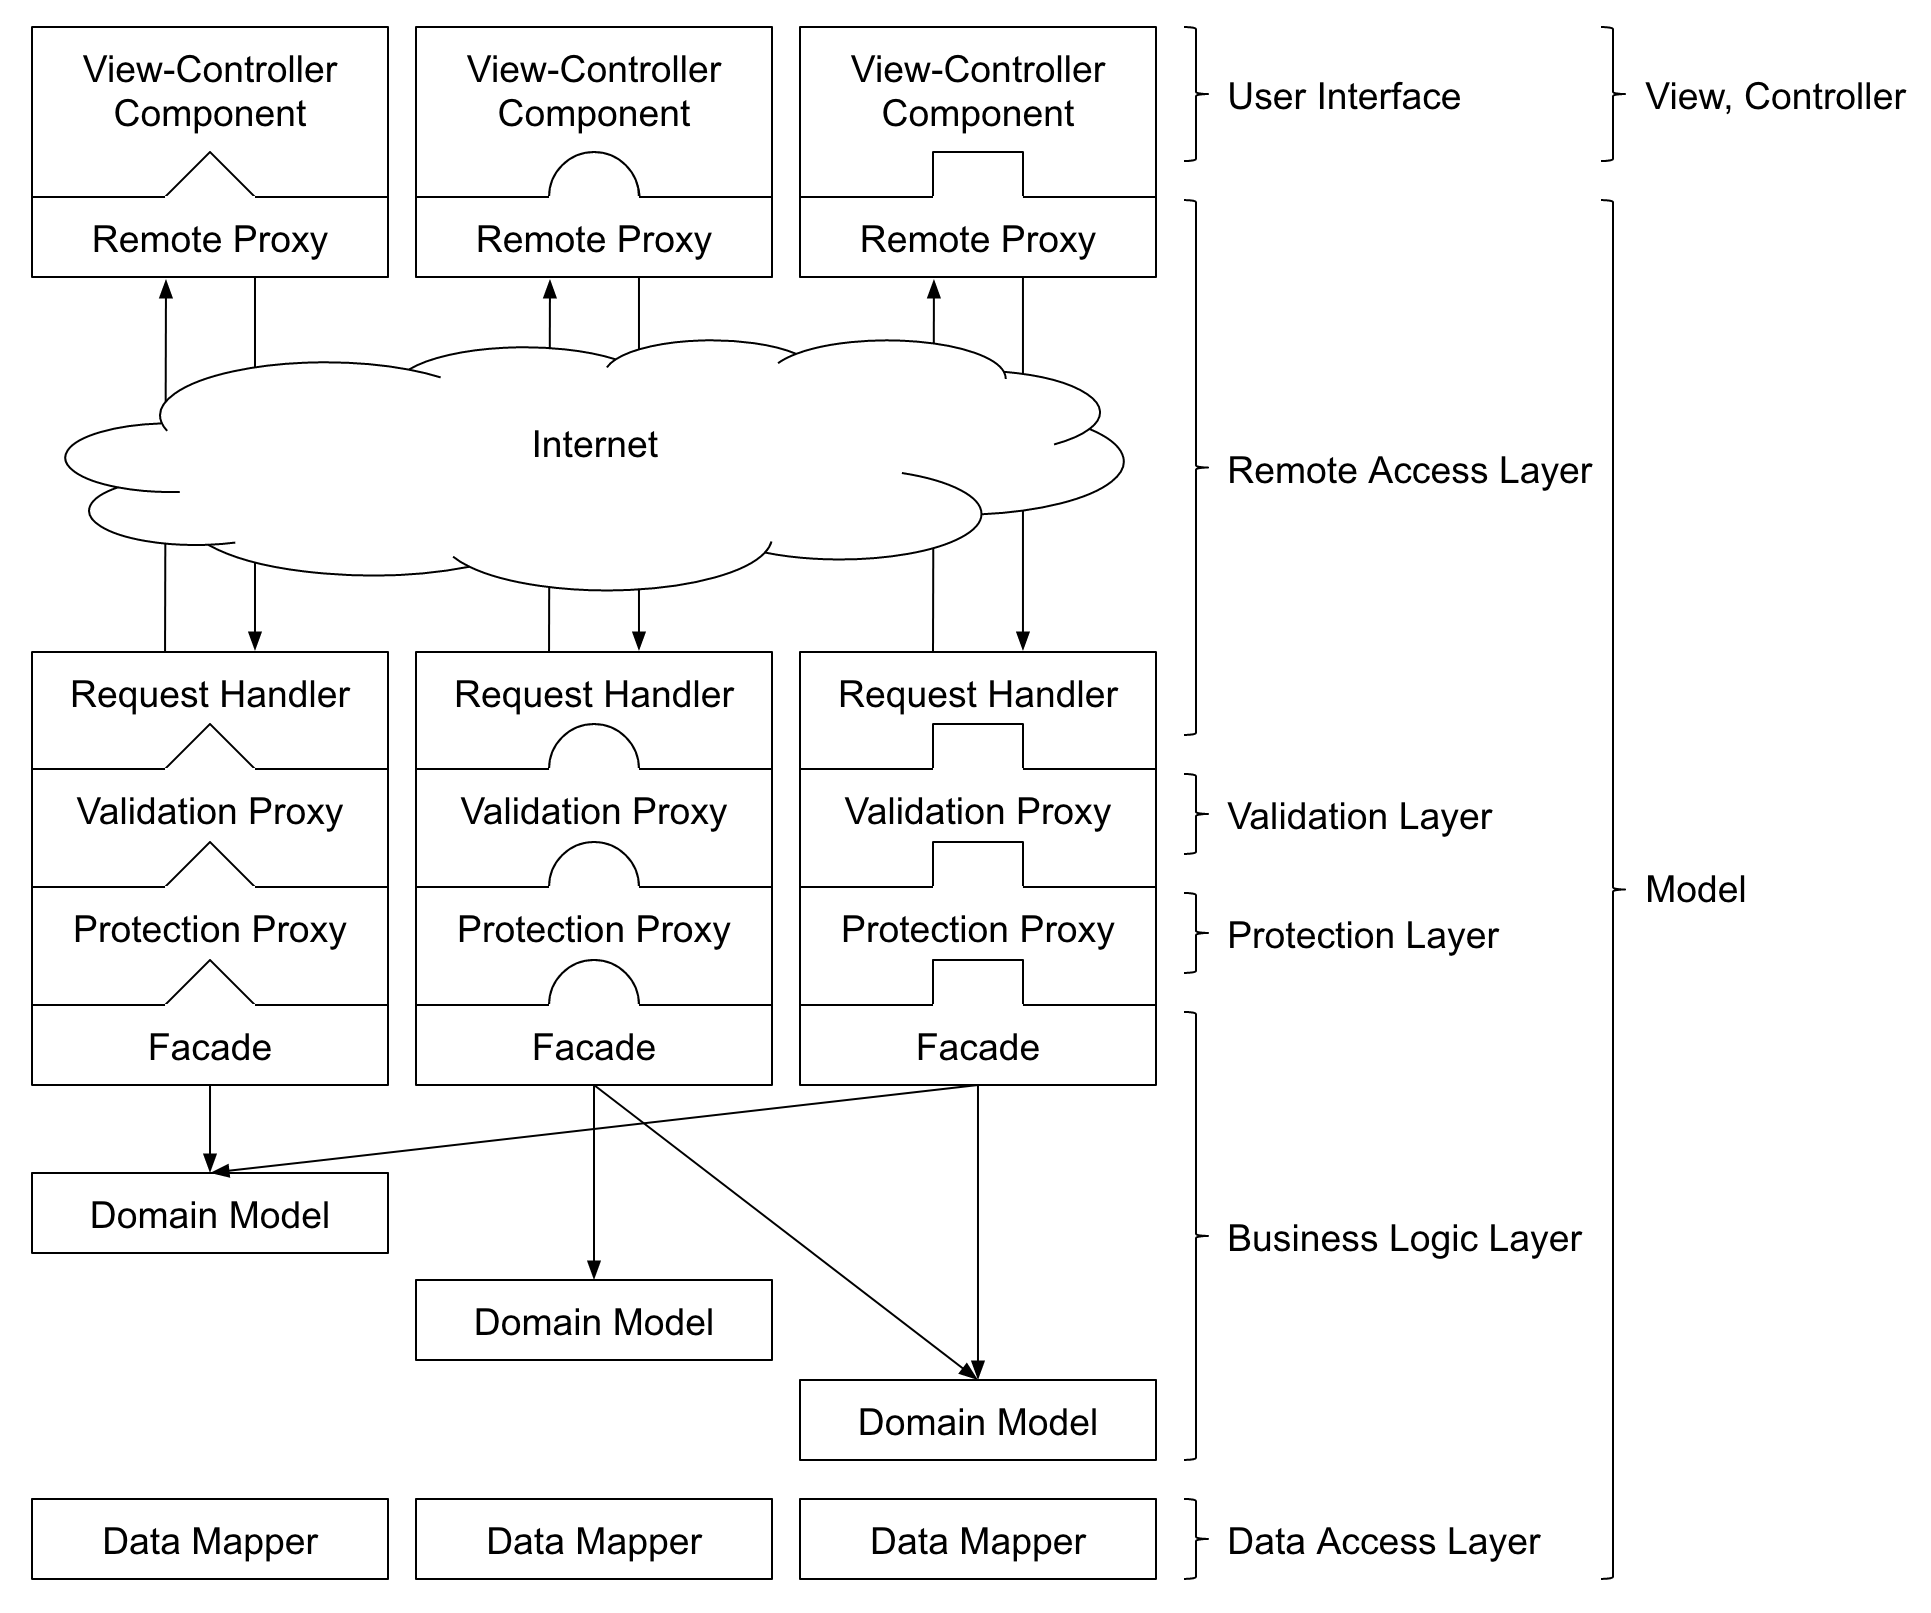 View-Controller
Component
View-Controller
Component
View-Controller
Component
User Interface
View, Controller
Remote Proxy
Remote Proxy
Remote Proxy
Internet
Remote Access Layer
Request Handler
Request Handler
Request Handler
Validation Proxy
Validation Proxy
Validation Proxy
Validation Layer
Model
Protection Proxy
Protection Proxy
Protection Proxy
Protection Layer
Facade
Facade
Facade
Domain Model
Business Logic Layer
Domain Model
Domain Model
Data Mapper
Data Mapper
Data Mapper
Data Access Layer